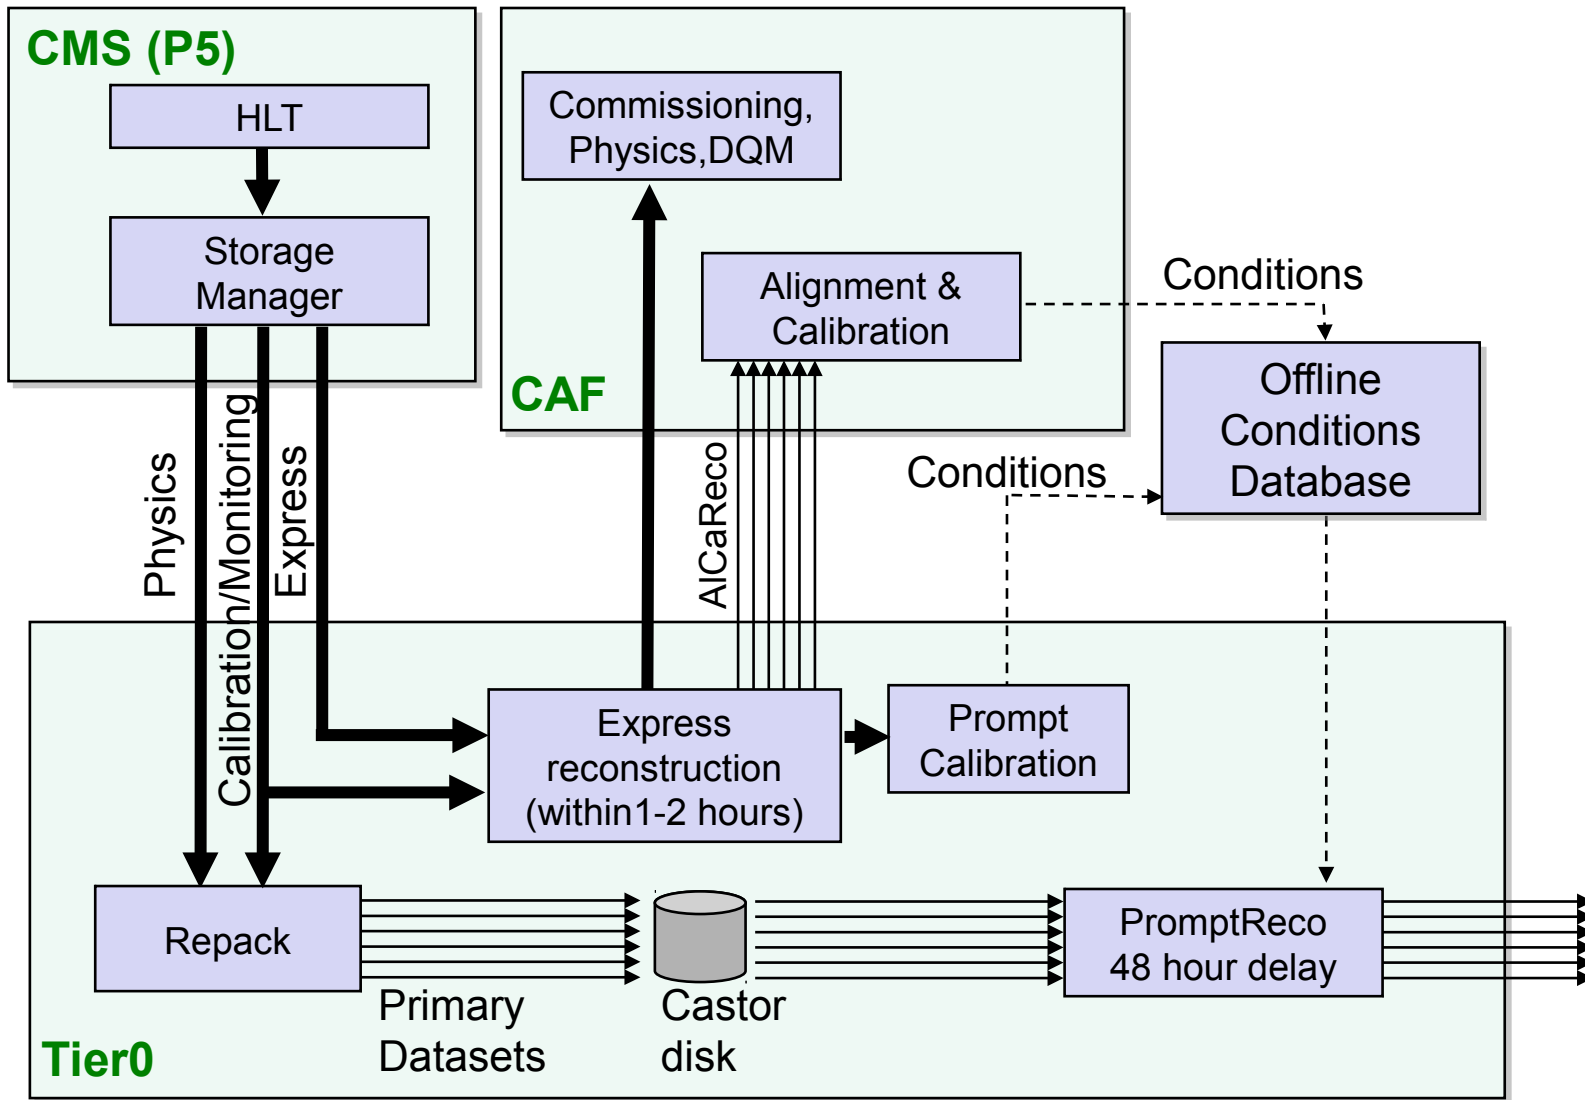 CMS (P5)
HLT
Storage
Manager
Commissioning,
Physics,DQM
Alignment &
Calibration
CAF
Conditions
Offline
Conditions
Database
Conditions
Physics
Calibration/Monitoring
Express
AlCaReco
Express
reconstruction
(within1-2 hours)
Prompt
Calibration
Repack
Primary
Datasets
Castor
disk
PromptReco
48 hour delay
Tier0